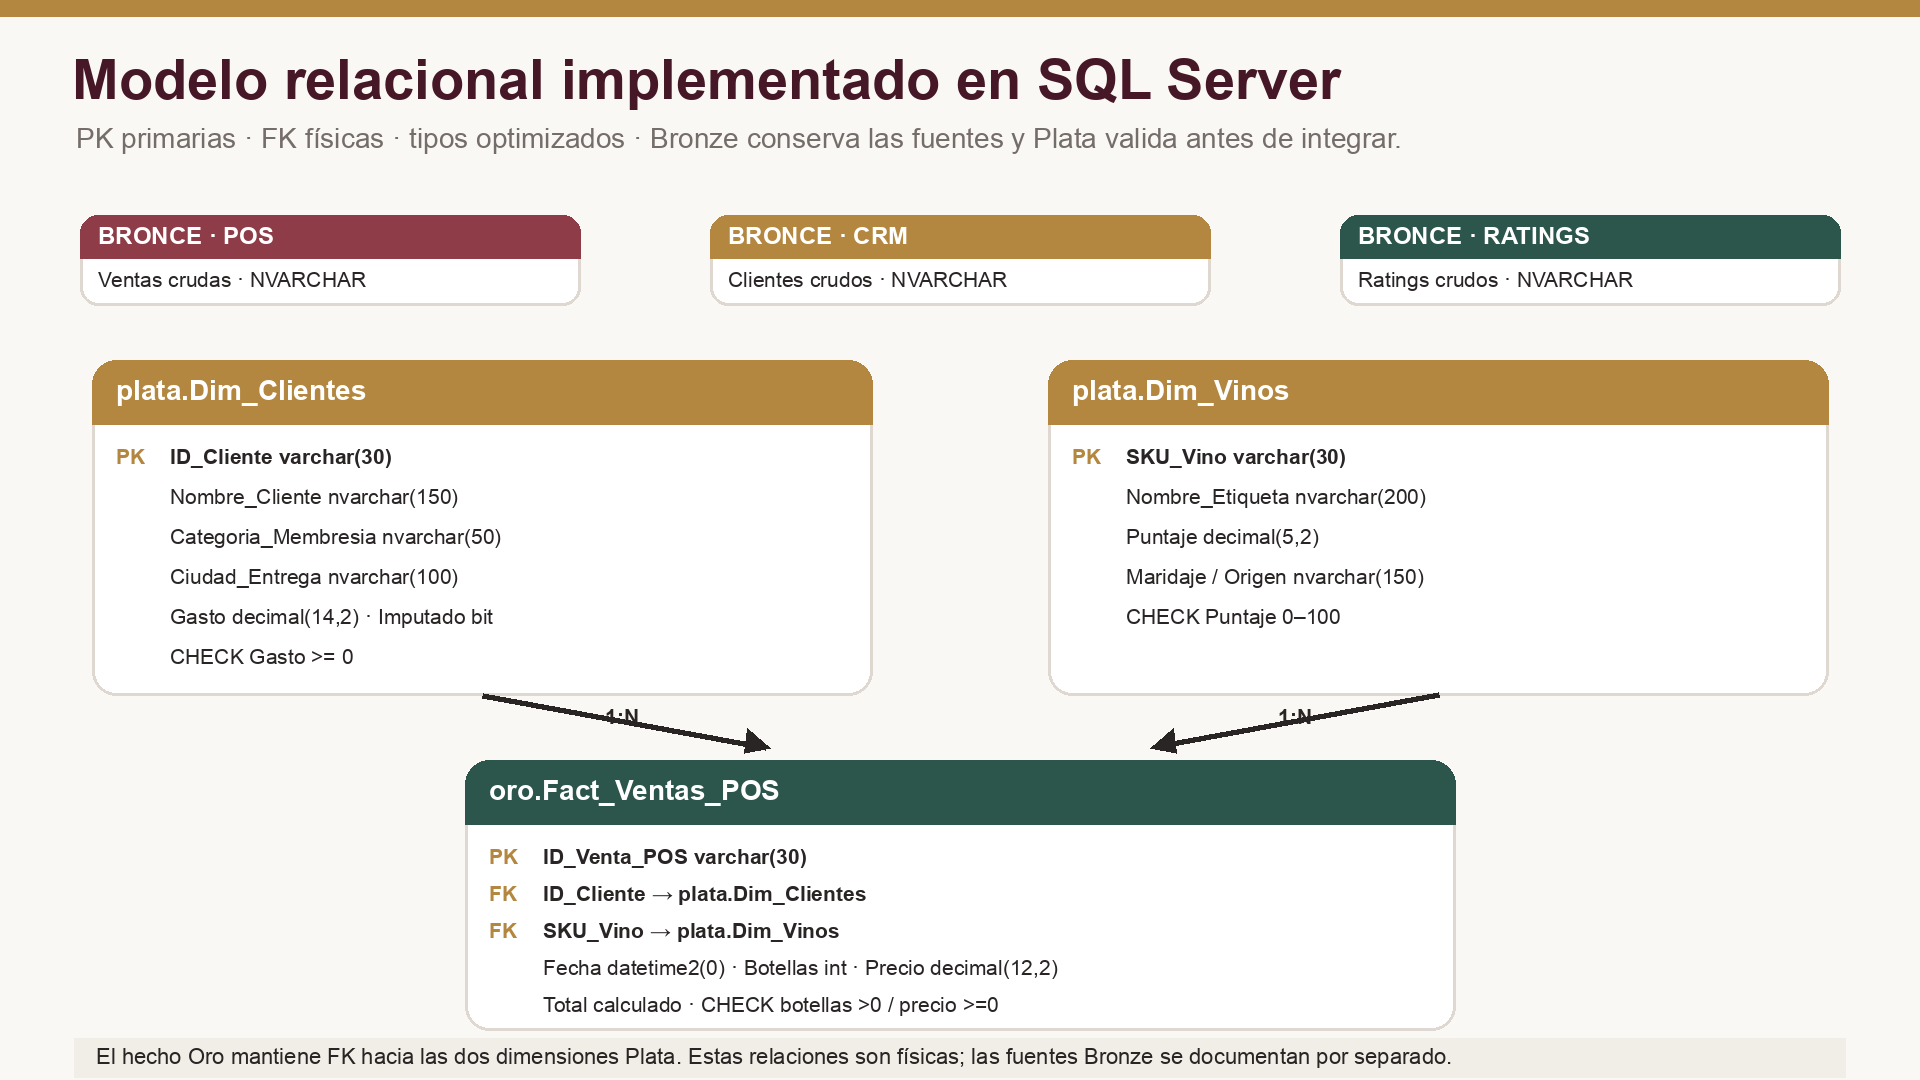 Modelo relacional implementado en SQL Server
PK primarias · FK físicas · tipos optimizados · Bronze conserva las fuentes y Plata valida antes de integrar.
BRONCE · POS
Ventas crudas · NVARCHAR
BRONCE · CRM
Clientes crudos · NVARCHAR
BRONCE · RATINGS
Ratings crudos · NVARCHAR
plata.Dim_Clientes
PK ID_Cliente varchar(30)
Nombre_Cliente nvarchar(150)
Categoria_Membresia nvarchar(50)
Ciudad_Entrega nvarchar(100)
Gasto decimal(14,2) · Imputado bit
CHECK Gasto >= 0
plata.Dim_Vinos
PK SKU_Vino varchar(30)
Nombre_Etiqueta nvarchar(200)
Puntaje decimal(5,2)
Maridaje / Origen nvarchar(150)
CHECK Puntaje 0–100
1:N
1:N
oro.Fact_Ventas_POS
PK ID_Venta_POS varchar(30)
FK ID_Cliente → plata.Dim_Clientes
FK SKU_Vino → plata.Dim_Vinos
Fecha datetime2(0) · Botellas int · Precio decimal(12,2)
Total calculado · CHECK botellas >0 / precio >=0
El hecho Oro mantiene FK hacia las dos dimensiones Plata. Estas relaciones son físicas; las fuentes Bronze se documentan por separado.